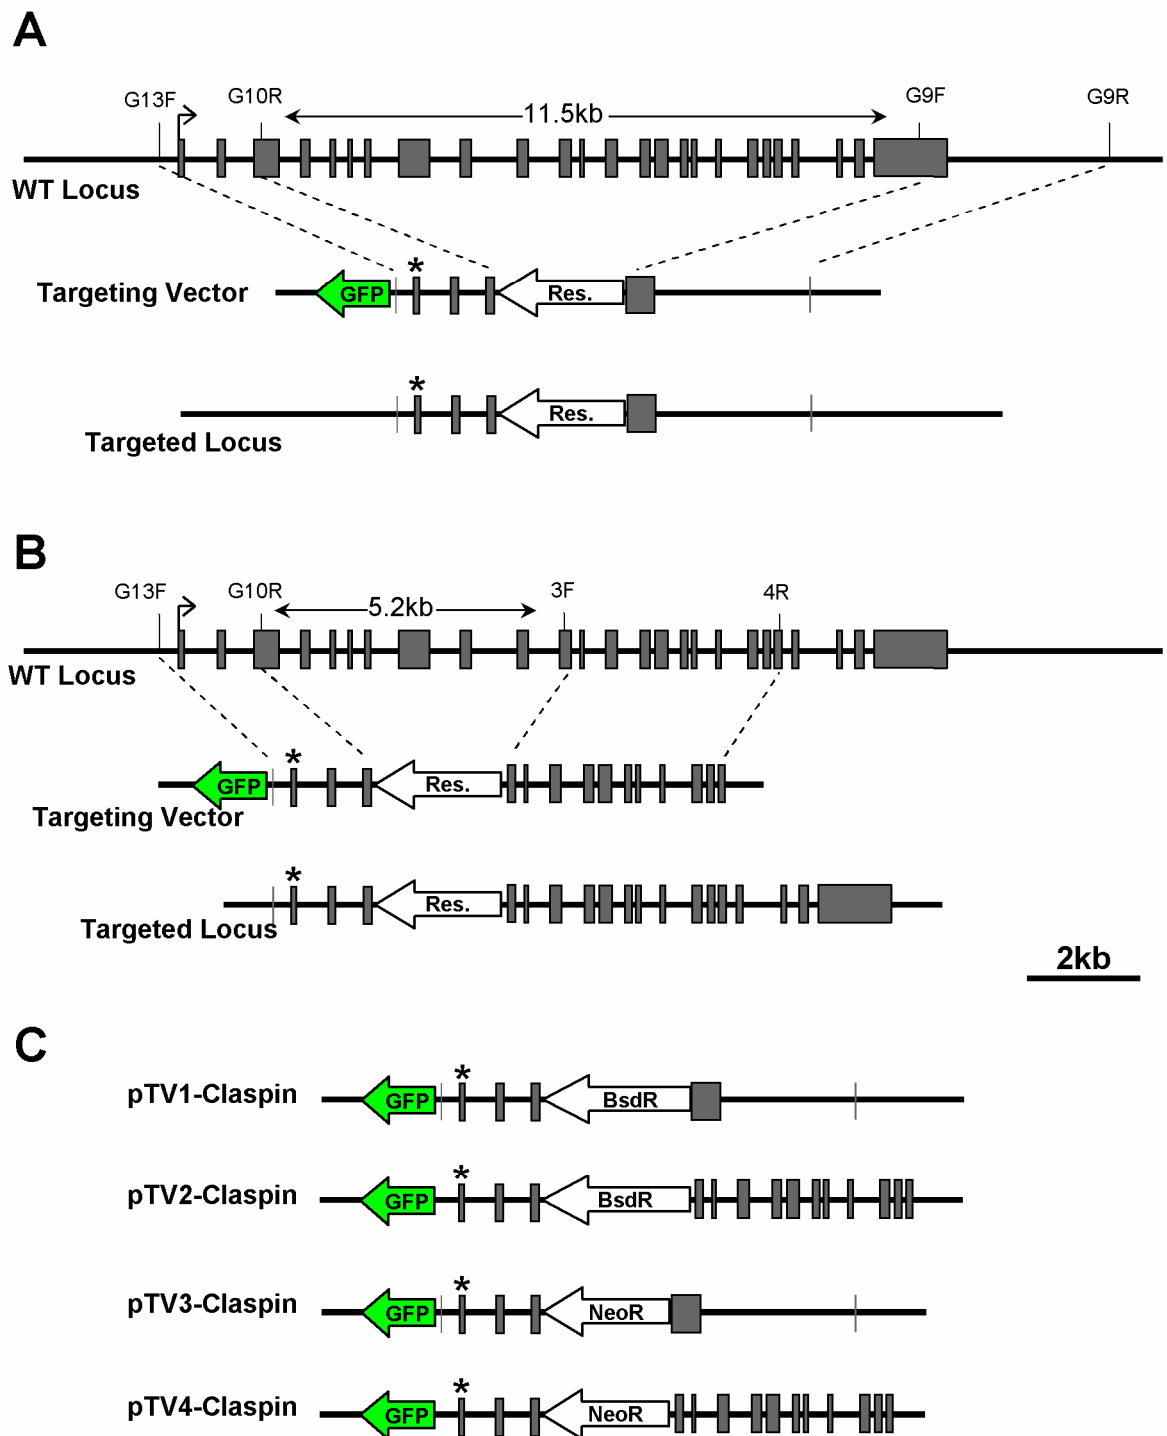 A
G13F G10R 11.5kb G9F G9R
WT Locus
*
Targeting Vector GFP Res.
*
Res.
Targeted Locus
B
G13F G10R 5.2kb 3F 4R
WT Locus
*
GFP Res.
Targeting Vector
*
Res.
Targeted Locus
2kb
C
*
pTV1-Claspin GFP BsdR
*
pTV2-Claspin GFP BsdR
*
pTV3-Claspin GFP NeoR
*
pTV4-Claspin GFP NeoR